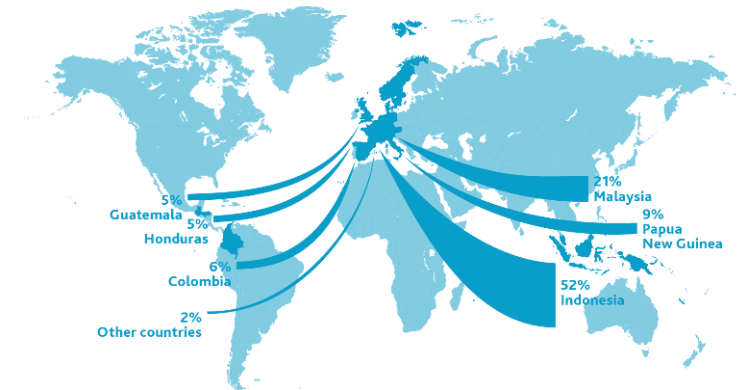 5%
Guatemala
5%
Honduras
6%
Colombia
2%
Other countries
21%
Malaysia
9%
Papua
New Guinea
52%
Indonesia